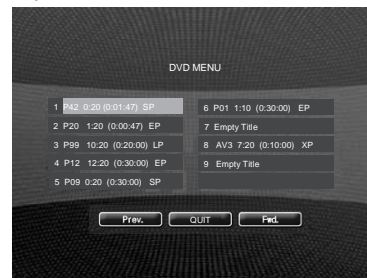 DVD MENU
1 P42 0:20 (0:01:47) SP
2 P20 1:20 (0:00:47) EP
3 P99 10:20 (0:20:00) LP
4 P12 12:20 (0:30:00) EP
5 P09 0:20 (0:30:00) SP
6 P01 1:10 (0:30:00) EP
7 Empty Title
8 AV3 7:20 (0:10:00) XP
9 Empty Title
Prev. QUIT Fwd.